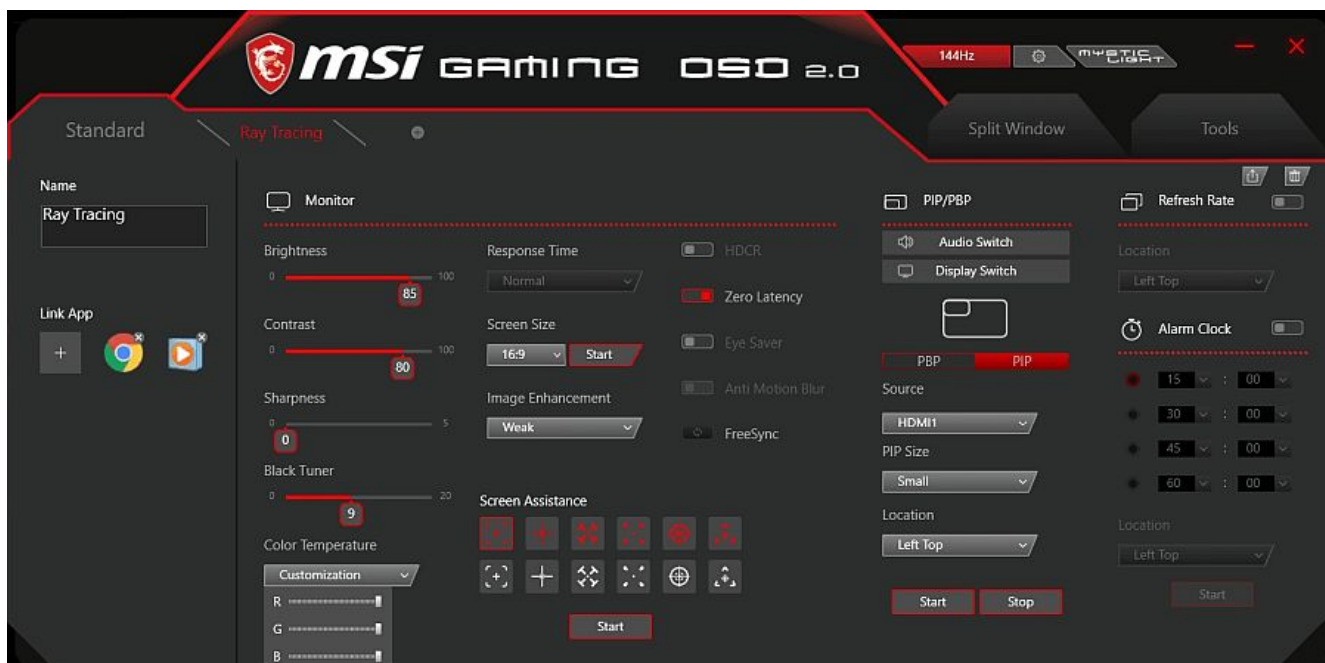 msi GAMING OSD 2.0
144Hz
MYSTIC LIGHT
Standard
Ray Tracing
Split Window
Tools
Name
Ray Tracing
Link App
Monitor
Brightness
0 100
85
Contrast
0 100
80
Sharpness
0 5
0
Black Tuner
0 20
9
Color Temperature
Customization
R
G
B
Response Time
Normal
Screen Size
16:9 Start
Image Enhancement
Weak
HDCR
Zero Latency
Eye Saver
Anti Motion Blur
FreeSync
Screen Assistance
Start
PIP/PBP
Audio Switch
Display Switch
PBP PIP
Source
HDMI1
PIP Size
Small
Location
Left Top
Start Stop
Refresh Rate
Location
Left Top
Alarm Clock
15 : 00
30 : 00
45 : 00
60 : 00
Location
Left Top
Start